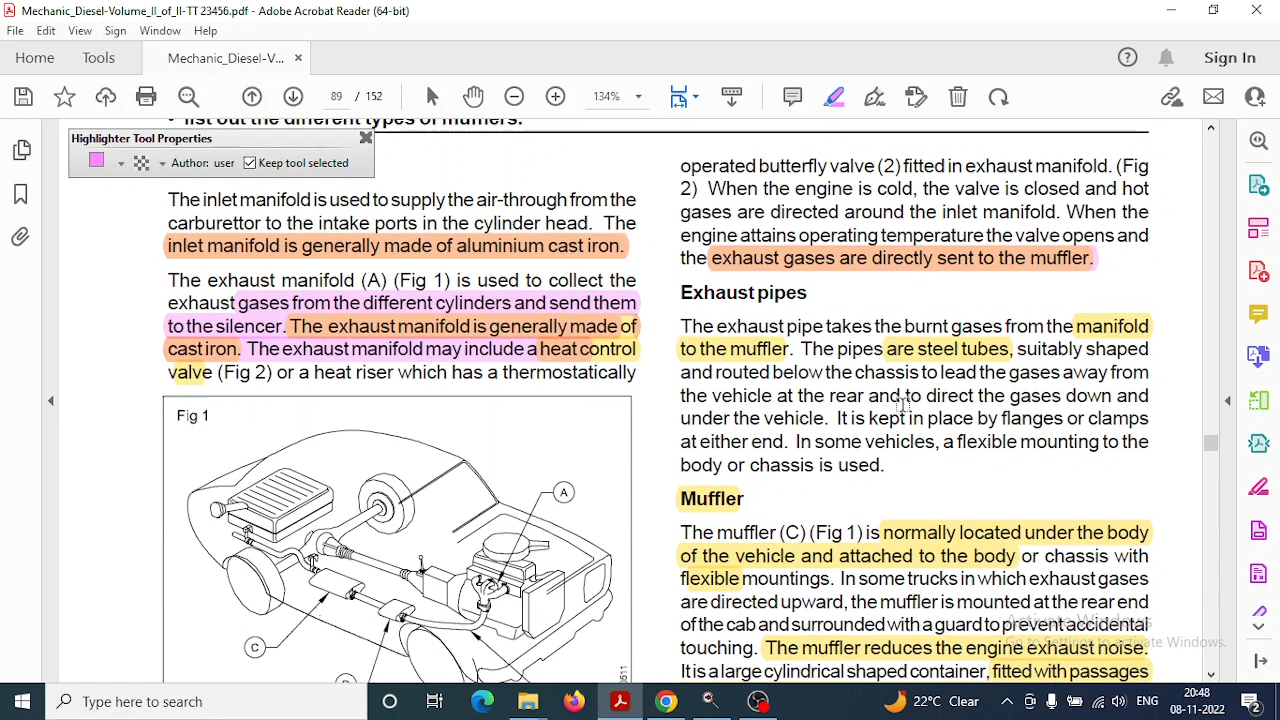 Mechanic_Diesel-Volume_II_of_II-TT 23456.pdf - Adobe Acrobat Reader (64-bit)
File Edit View Sign Window Help
Home Tools Mechanic_Diesel-V... × Sign In
89 / 152 134%
• list out the different types of mufflers.
Highlighter Tool Properties
Author: user Keep tool selected
The inlet manifold is used to supply the air-through from the
carburettor to the intake ports in the cylinder head. The
inlet manifold is generally made of aluminium cast iron.
The exhaust manifold (A) (Fig 1) is used to collect the
exhaust gases from the different cylinders and send them
to the silencer. The exhaust manifold is generally made of
cast iron. The exhaust manifold may include a heat control
valve (Fig 2) or a heat riser which has a thermostatically
Fig 1
A
C
operated butterfly valve (2) fitted in exhaust manifold. (Fig
2) When the engine is cold, the valve is closed and hot
gases are directed around the inlet manifold. When the
engine attains operating temperature the valve opens and
the exhaust gases are directly sent to the muffler.
Exhaust pipes
The exhaust pipe takes the burnt gases from the manifold
to the muffler. The pipes are steel tubes, suitably shaped
and routed below the chassis to lead the gases away from
the vehicle at the rear and to direct the gases down and
under the vehicle. It is kept in place by flanges or clamps
at either end. In some vehicles, a flexible mounting to the
body or chassis is used.
Muffler
The muffler (C) (Fig 1) is normally located under the body
of the vehicle and attached to the body or chassis with
flexible mountings. In some trucks in which exhaust gases
are directed upward, the muffler is mounted at the rear end
of the cab and surrounded with a guard to prevent accidental
touching. The muffler reduces the engine exhaust noise.
It is a large cylindrical shaped container, fitted with passages
Activate Windows
Go to Settings to activate Windows.
Type here to search
22°C Clear
ENG
20:48
08-11-2022
2